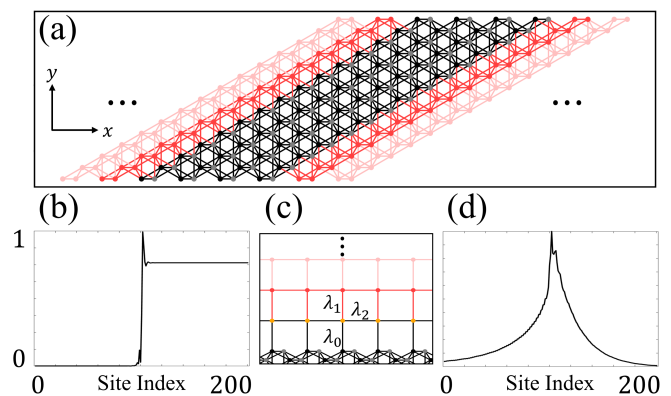 (a)
y
x
...
...
(b)
(c)
(d)
1
0
0
Site Index
200
⋮
λ₁
λ₂
λ₀
0
Site Index
200